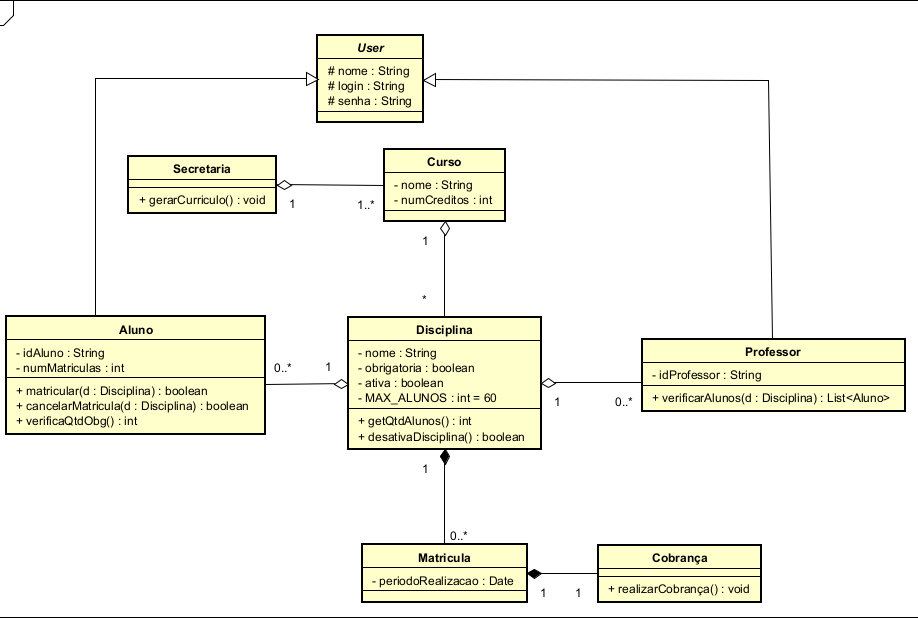 User
# nome : String
# login : String
# senha : String
Secretaria
+ gerarCurriculo() : void
1
1..*
Curso
- nome : String
- numCreditos : int
1
*
Aluno
- idAluno : String
- numMatriculas : int
+ matricular(d : Disciplina) : boolean
+ cancelarMatricula(d : Disciplina) : boolean
+ verificaQtdObg() : int
0..*
1
Disciplina
- nome : String
- obrigatoria : boolean
- ativa : boolean
- MAX_ALUNOS : int = 60
+ getQtdAlunos() : int
+ desativaDisciplina() : boolean
1
0..*
Professor
- idProfessor : String
+ verificarAlunos(d : Disciplina) : List<Aluno>
1
0..*
Matricula
- periodoRealizacao : Date
1
1
Cobrança
+ realizarCobrança() : void